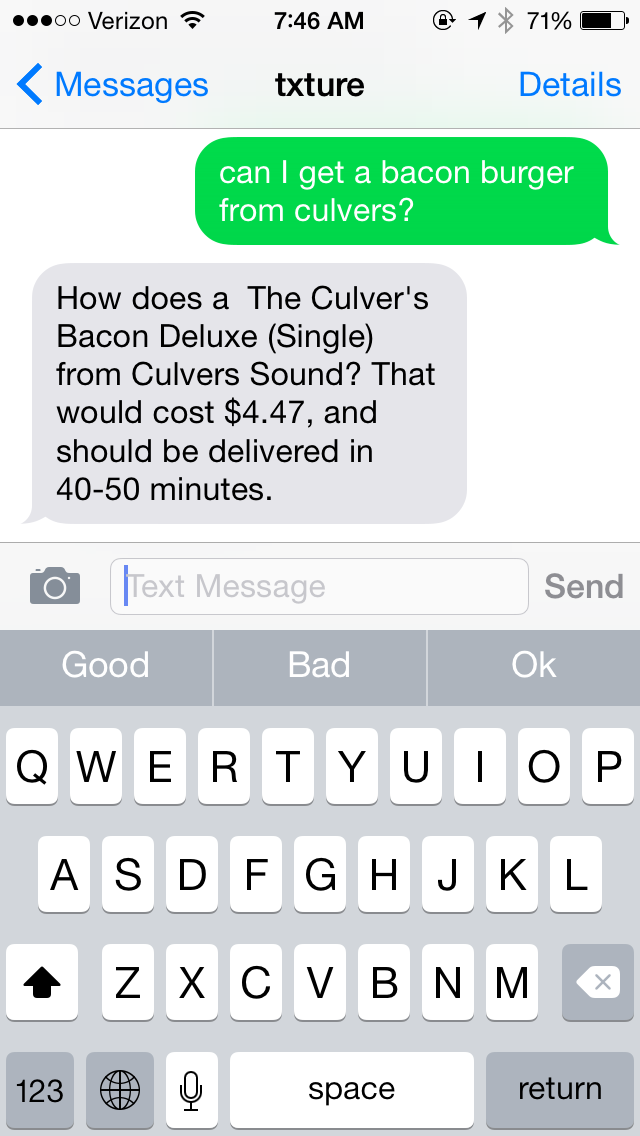 Verizon 7:46 AM 71%
Messages txture Details
can I get a bacon burger
from culvers?
How does a  The Culver's
Bacon Deluxe (Single)
from Culvers Sound? That
would cost $4.47, and
should be delivered in
40-50 minutes.
Text Message Send
Good Bad Ok
Q W E R T Y U I O P
A S D F G H J K L
Z X C V B N M
123 space return